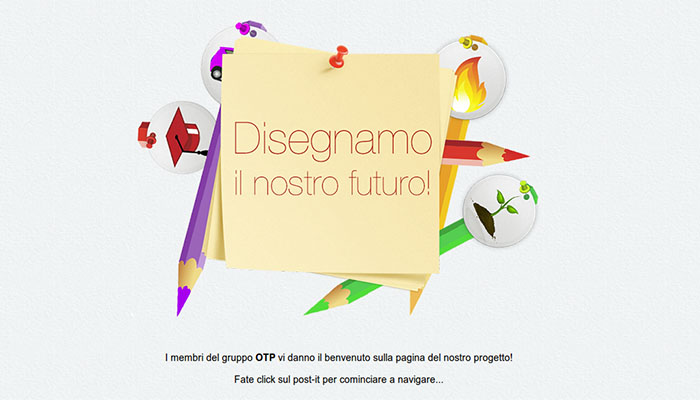 Disegnamo
il nostro futuro!
I membri del gruppo OTP vi danno il benvenuto sulla pagina del nostro progetto!
Fate click sul post-it per cominciare a navigare...